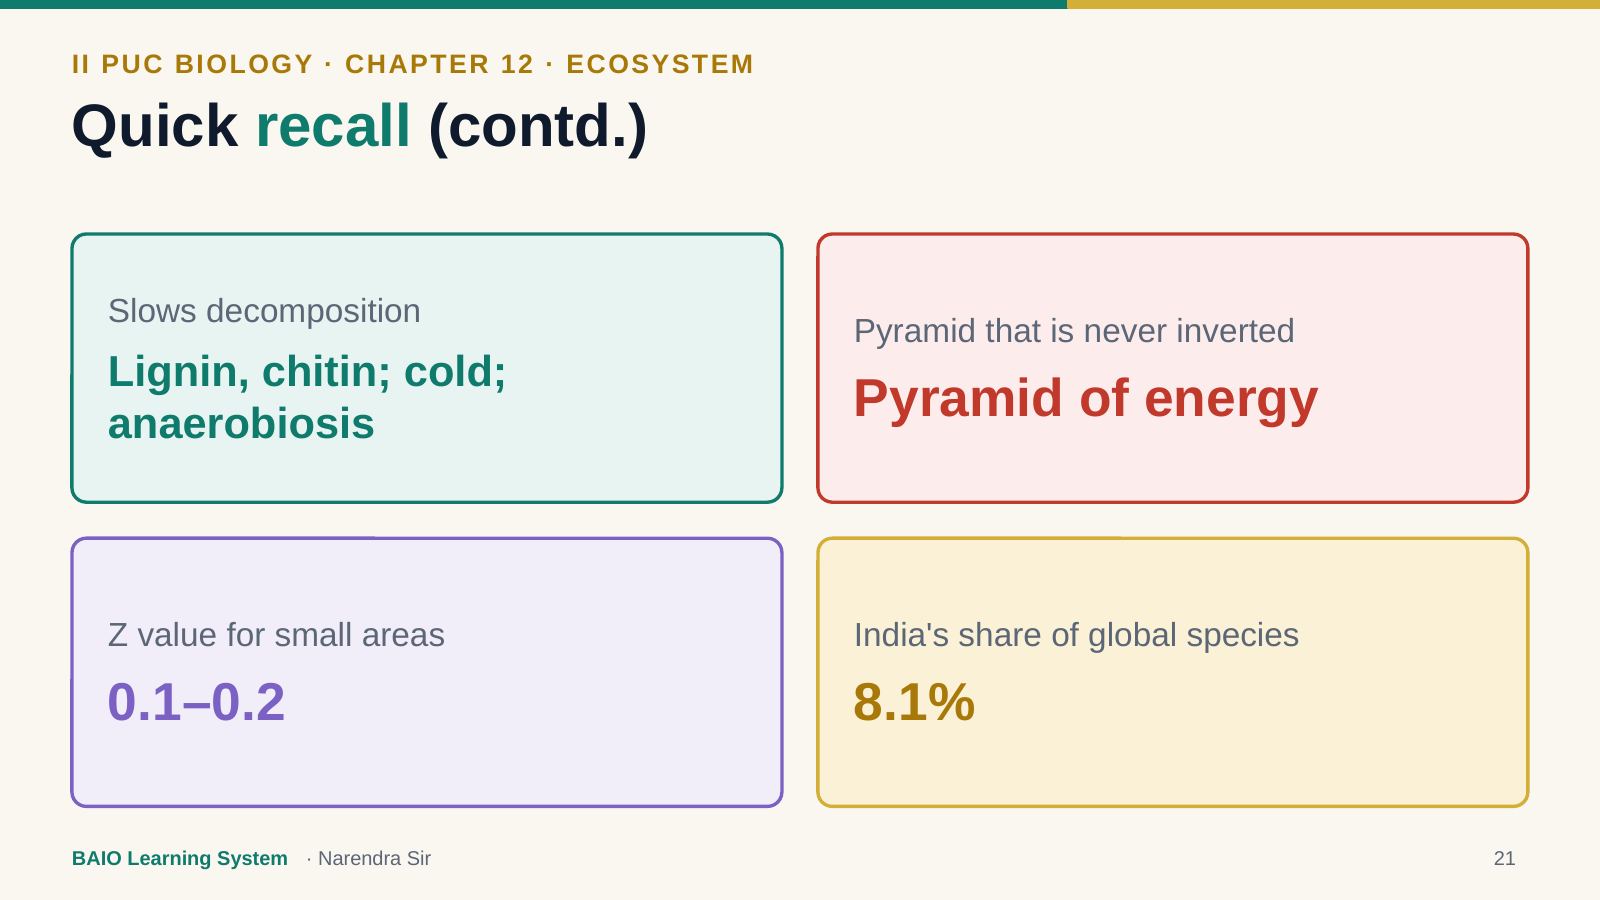 II PUC BIOLOGY · CHAPTER 12 · ECOSYSTEM
Quick recall (contd.)
Slows decomposition
Lignin, chitin; cold;
anaerobiosis
Pyramid that is never inverted
Pyramid of energy
Z value for small areas
0.1–0.2
India's share of global species
8.1%
BAIO Learning System · Narendra Sir
21